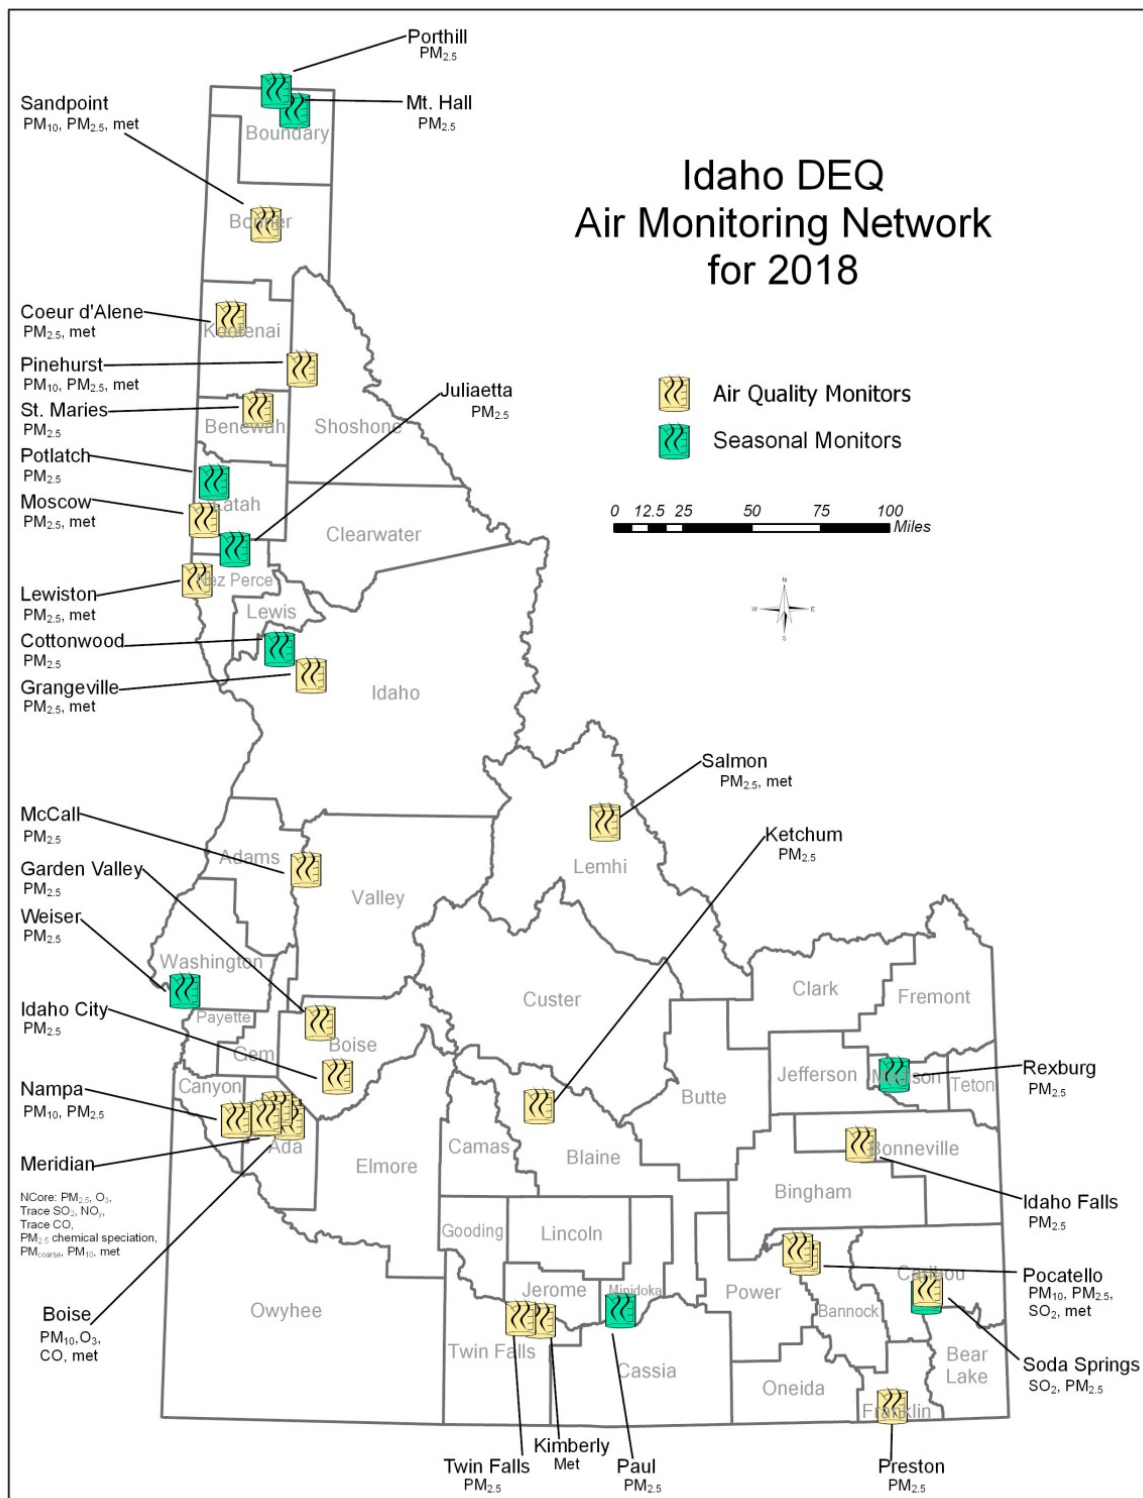 Porthill
PM2.5
Sandpoint
PM10, PM2.5, met
Mt. Hall
PM2.5
Boundary
Idaho DEQ
Air Monitoring Network
for 2018
Bonner
Coeur d'Alene
PM2.5, met
Kootenai
Pinehurst
PM10, PM2.5, met
Juliaetta
PM2.5
Air Quality Monitors
Seasonal Monitors
St. Maries
PM2.5
Benewah
Shoshone
Potlatch
PM2.5
Latah
Moscow
PM2.5, met
0 12.5 25 50 75 100
Miles
Clearwater
Nez Perce
Lewiston
PM2.5, met
Lewis
N
W E
S
Cottonwood
PM2.5
Grangeville
PM2.5, met
Idaho
Salmon
PM2.5, met
McCall
PM2.5
Ketchum
PM2.5
Adams
Lemhi
Garden Valley
PM2.5
Valley
Weiser
PM2.5
Washington
Custer
Clark
Fremont
Idaho City
PM2.5
Payette
Gem
Boise
Jefferson
Madison
Teton
Rexburg
PM2.5
Nampa
PM10, PM2.5
Canyon
Butte
Ada
Elmore
Camas
Blaine
Bonneville
Meridian
NCore: PM2.5, O3,
Trace SO2, NOy,
Trace CO,
PM2.5 chemical speciation,
PMcoarse, PM10, met
Bingham
Idaho Falls
PM2.5
Gooding
Lincoln
Pocatello
PM10, PM2.5,
SO2, met
Caribou
Power
Bannock
Jerome
Minidoka
Boise
PM10,O3,
CO, met
Owyhee
Twin Falls
Cassia
Oneida
Bear
Lake
Soda Springs
SO2, PM2.5
Franklin
Kimberly
Met
Twin Falls
PM2.5
Paul
PM2.5
Preston
PM2.5